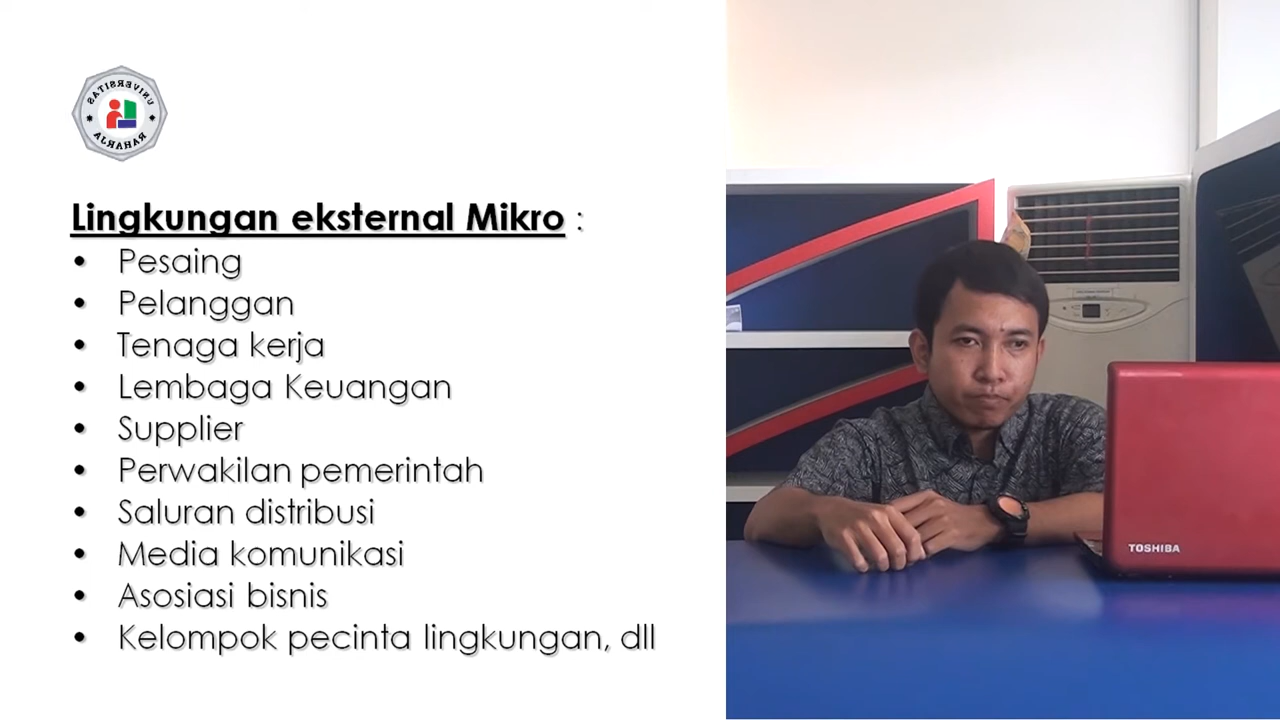 UNIVERSITAS
RAHARJA
Lingkungan eksternal Mikro :
• Pesaing
• Pelanggan
• Tenaga kerja
• Lembaga Keuangan
• Supplier
• Perwakilan pemerintah
• Saluran distribusi
• Media komunikasi
• Asosiasi bisnis
• Kelompok pecinta lingkungan, dll
TOSHIBA